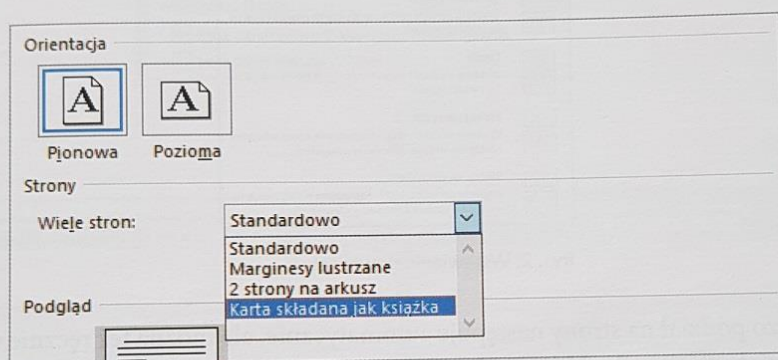 Orientacja
A A
Pionowa Pozioma
Strony
Wiele stron: Standardowo
Standardowo
Marginesy lustrzane
2 strony na arkusz
Karta składana jak książka
Podgląd